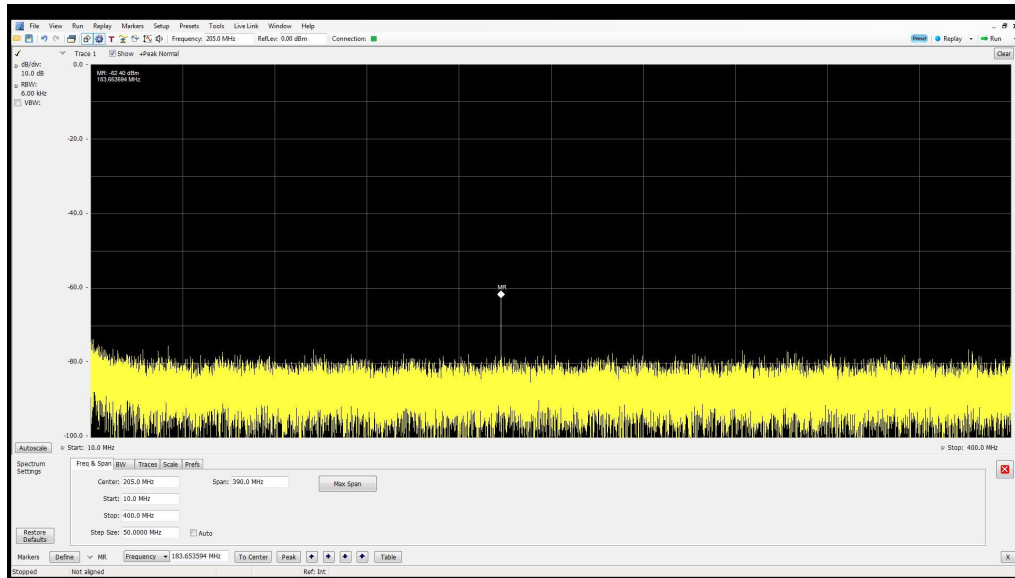 File View Run Replay Markers Setup Presets Tools Live Link Window Help
Frequency: 205.0 MHz RefLev: 0.00 dBm Connection: Preset Replay Run
Trace 1 Show +Peak Normal Clear
dB/div:
10.0 dB
RBW:
6.00 kHz
VBW:
0.0
MR: -62.40 dBm
183.653594 MHz
-20.0
-40.0
-60.0
MR
-80.0
-100.0
Autoscale Start: 10.0 MHz Stop: 400.0 MHz
Spectrum
Settings
Freq & Span BW Traces Scale Prefs
Center: 205.0 MHz Span: 390.0 MHz Max Span
Start: 10.0 MHz
Stop: 400.0 MHz
Step Size: 50.0000 MHz Auto
Restore
Defaults
Markers Define MR Frequency 183.653594 MHz To Center Peak Table X
Stopped Not aligned Ref: Int